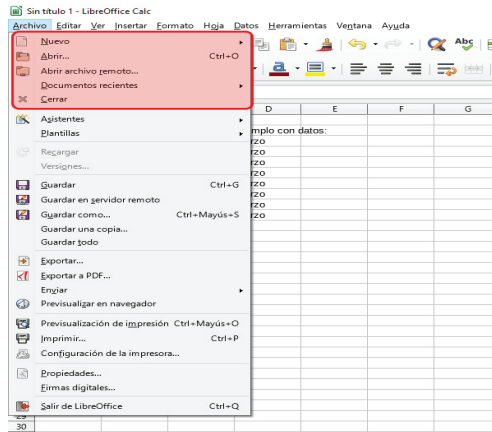 Sin título 1 - LibreOffice Calc
Archivo Editar Ver Insertar Formato Hoja Datos Herramientas Ventana Ayuda
Nuevo
Abrir... Ctrl+O
Abrir archivo remoto...
Documentos recientes
Cerrar
D E F G
Asistentes
Plantillas
mplo con datos:
rzo
Recargar
rzo
Versiones...
rzo
rzo
Guardar Ctrl+G
rzo
Guardar en servidor remoto
rzo
Guardar como... Ctrl+Mayús+S
rzo
Guardar una copia...
rzo
Guardar todo
Exportar...
Exportar a PDF...
Enviar
Previsualizar en navegador
Previsualización de impresión Ctrl+Mayús+O
Imprimir... Ctrl+P
Configuración de la impresora...
Propiedades...
Firmas digitales...
Salir de LibreOffice Ctrl+Q
29
30